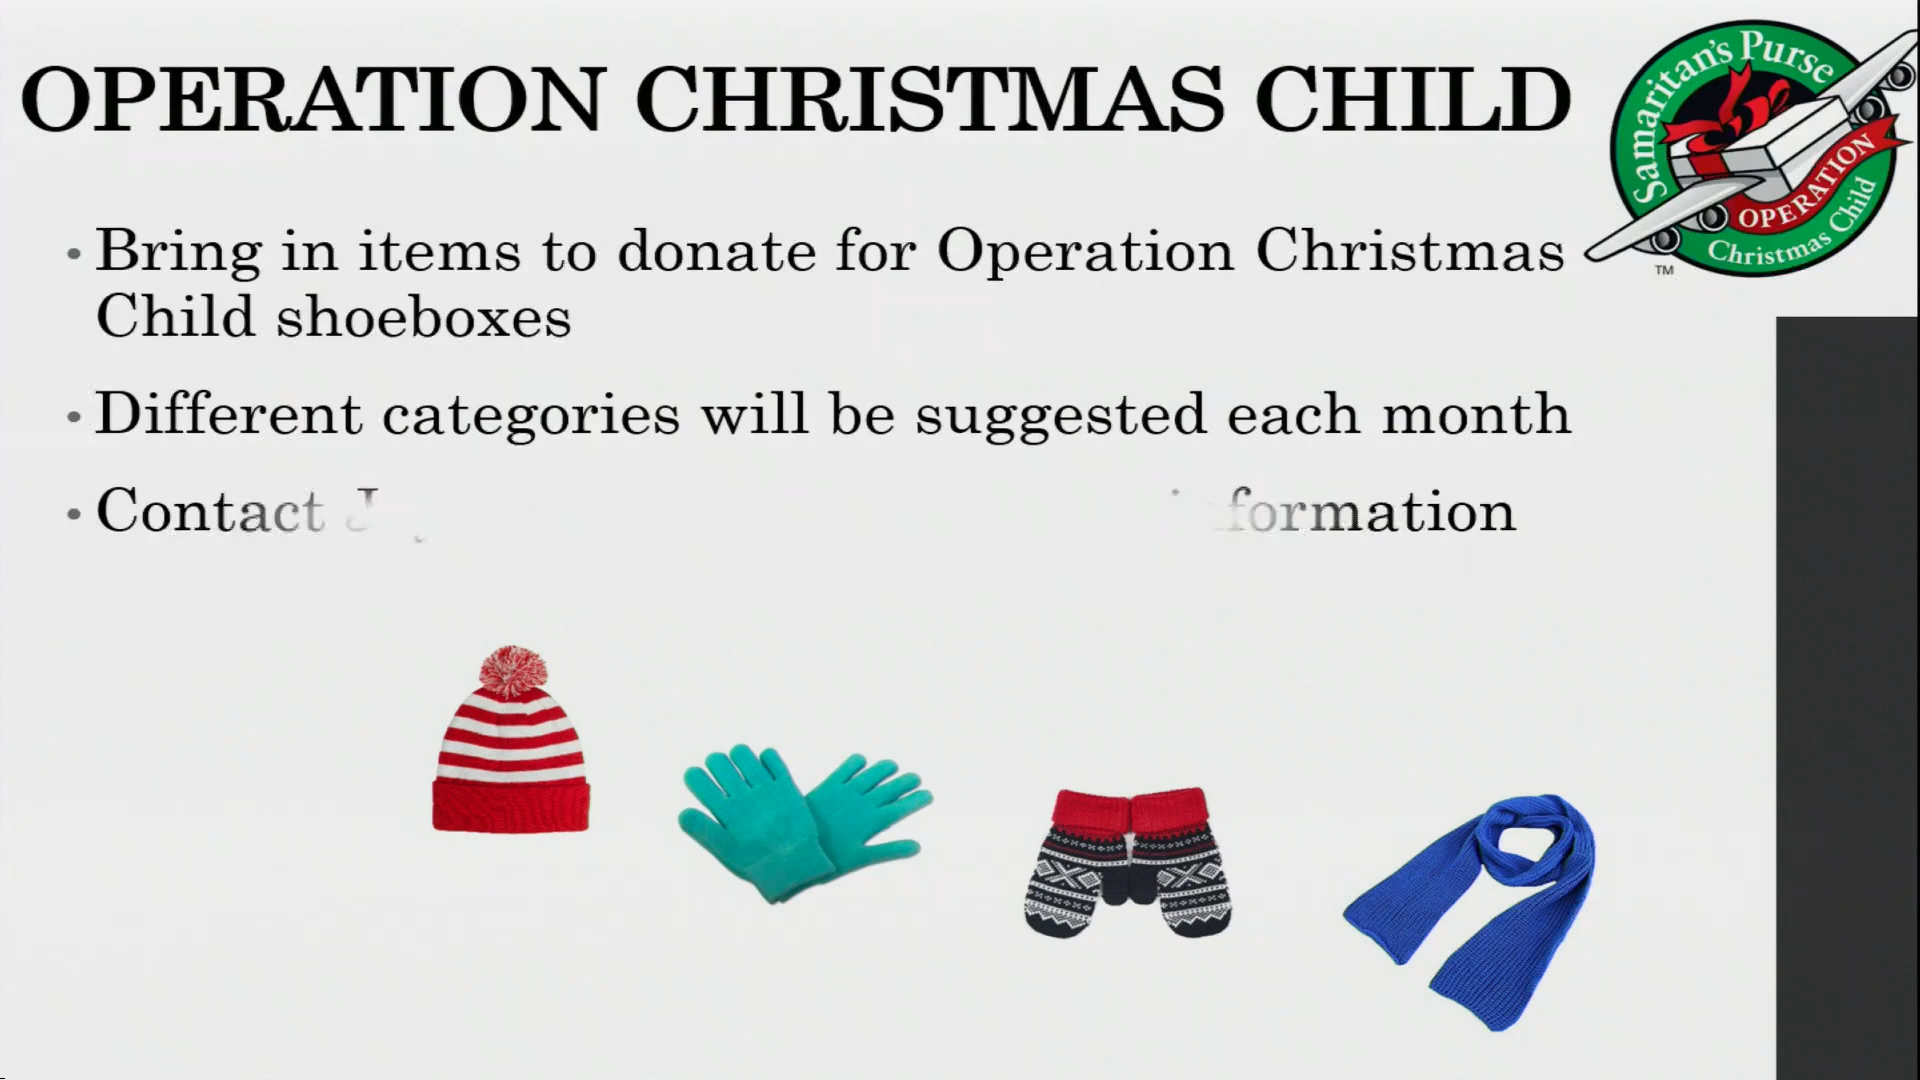 OPERATION CHRISTMAS CHILD
Samaritan's Purse
OPERATION
Christmas Child
TM
• Bring in items to donate for Operation Christmas
Child shoeboxes
• Different categories will be suggested each month
• Contact